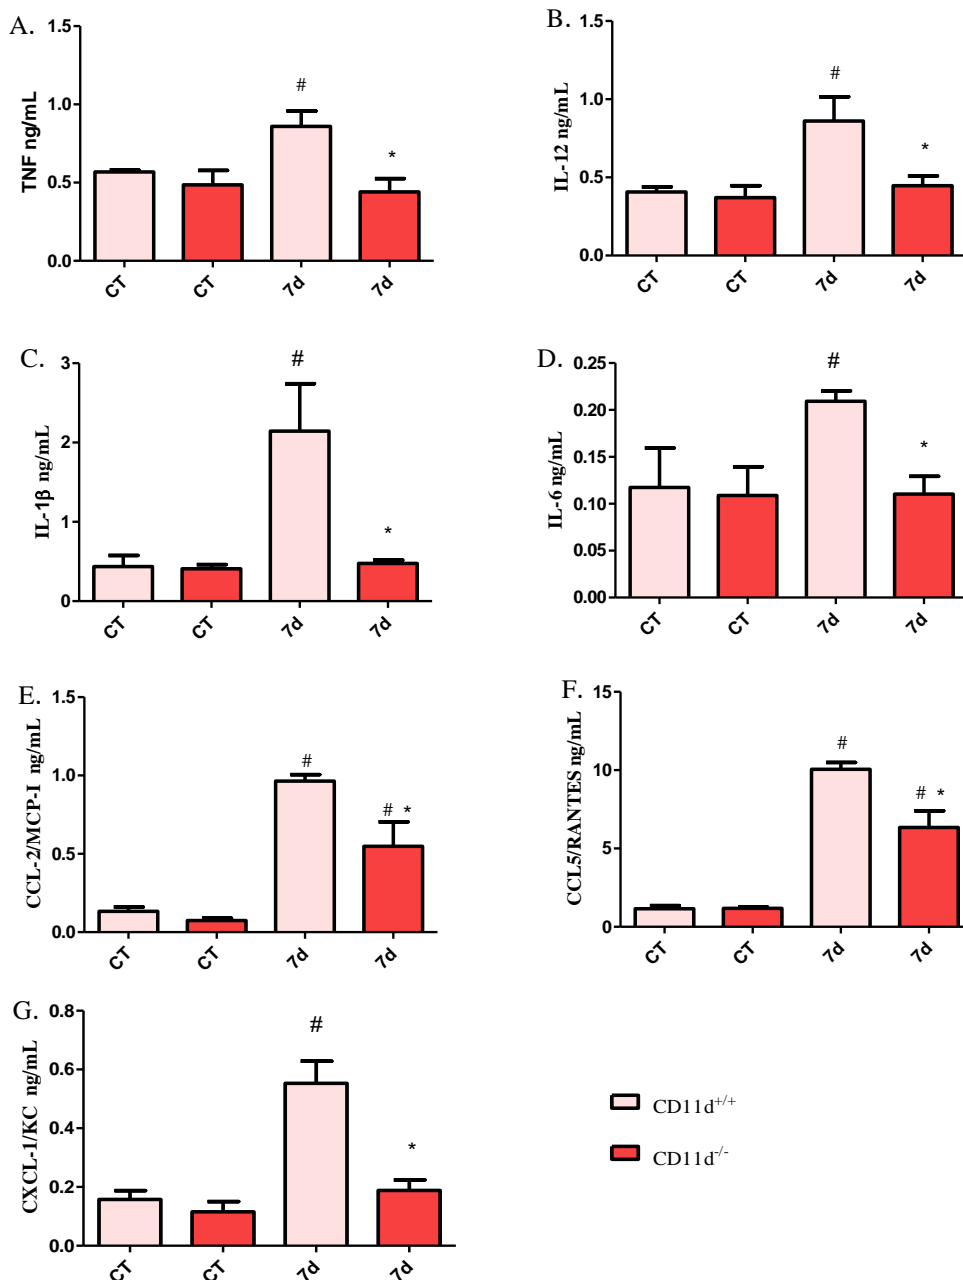 A.
TNF ng/mL
1.5
1.0
0.5
0.0
#
*
CT
CT
7d
7d
B.
IL-12 ng/mL
1.5
1.0
0.5
0.0
#
*
CT
CT
7d
7d
C.
IL-1β ng/mL
3
2
1
0
#
*
CT
CT
7d
7d
D.
IL-6 ng/mL
0.25
0.20
0.15
0.10
0.05
0.00
#
*
CT
CT
7d
7d
E.
CCL-2/MCP-I ng/mL
1.5
1.0
0.5
0.0
#
# *
CT
CT
7d
7d
F.
CCL5/RANTES ng/mL
15
10
5
0
#
# *
CT
CT
7d
7d
G.
CXCL-1/KC ng/mL
0.8
0.6
0.4
0.2
0.0
#
*
CT
CT
7d
7d
CD11d+/+
CD11d-/-